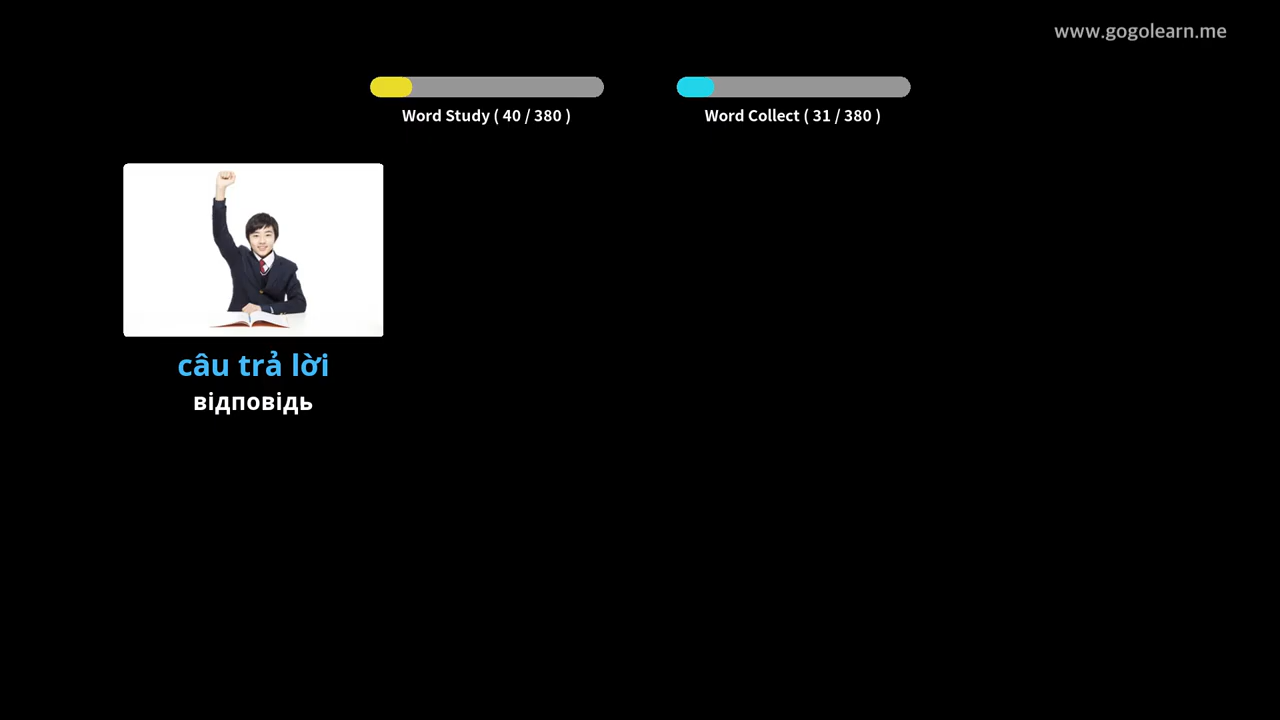 www.gogolearn.me
Word Study ( 40 / 380 )
Word Collect ( 31 / 380 )
câu trả lời
відповідь